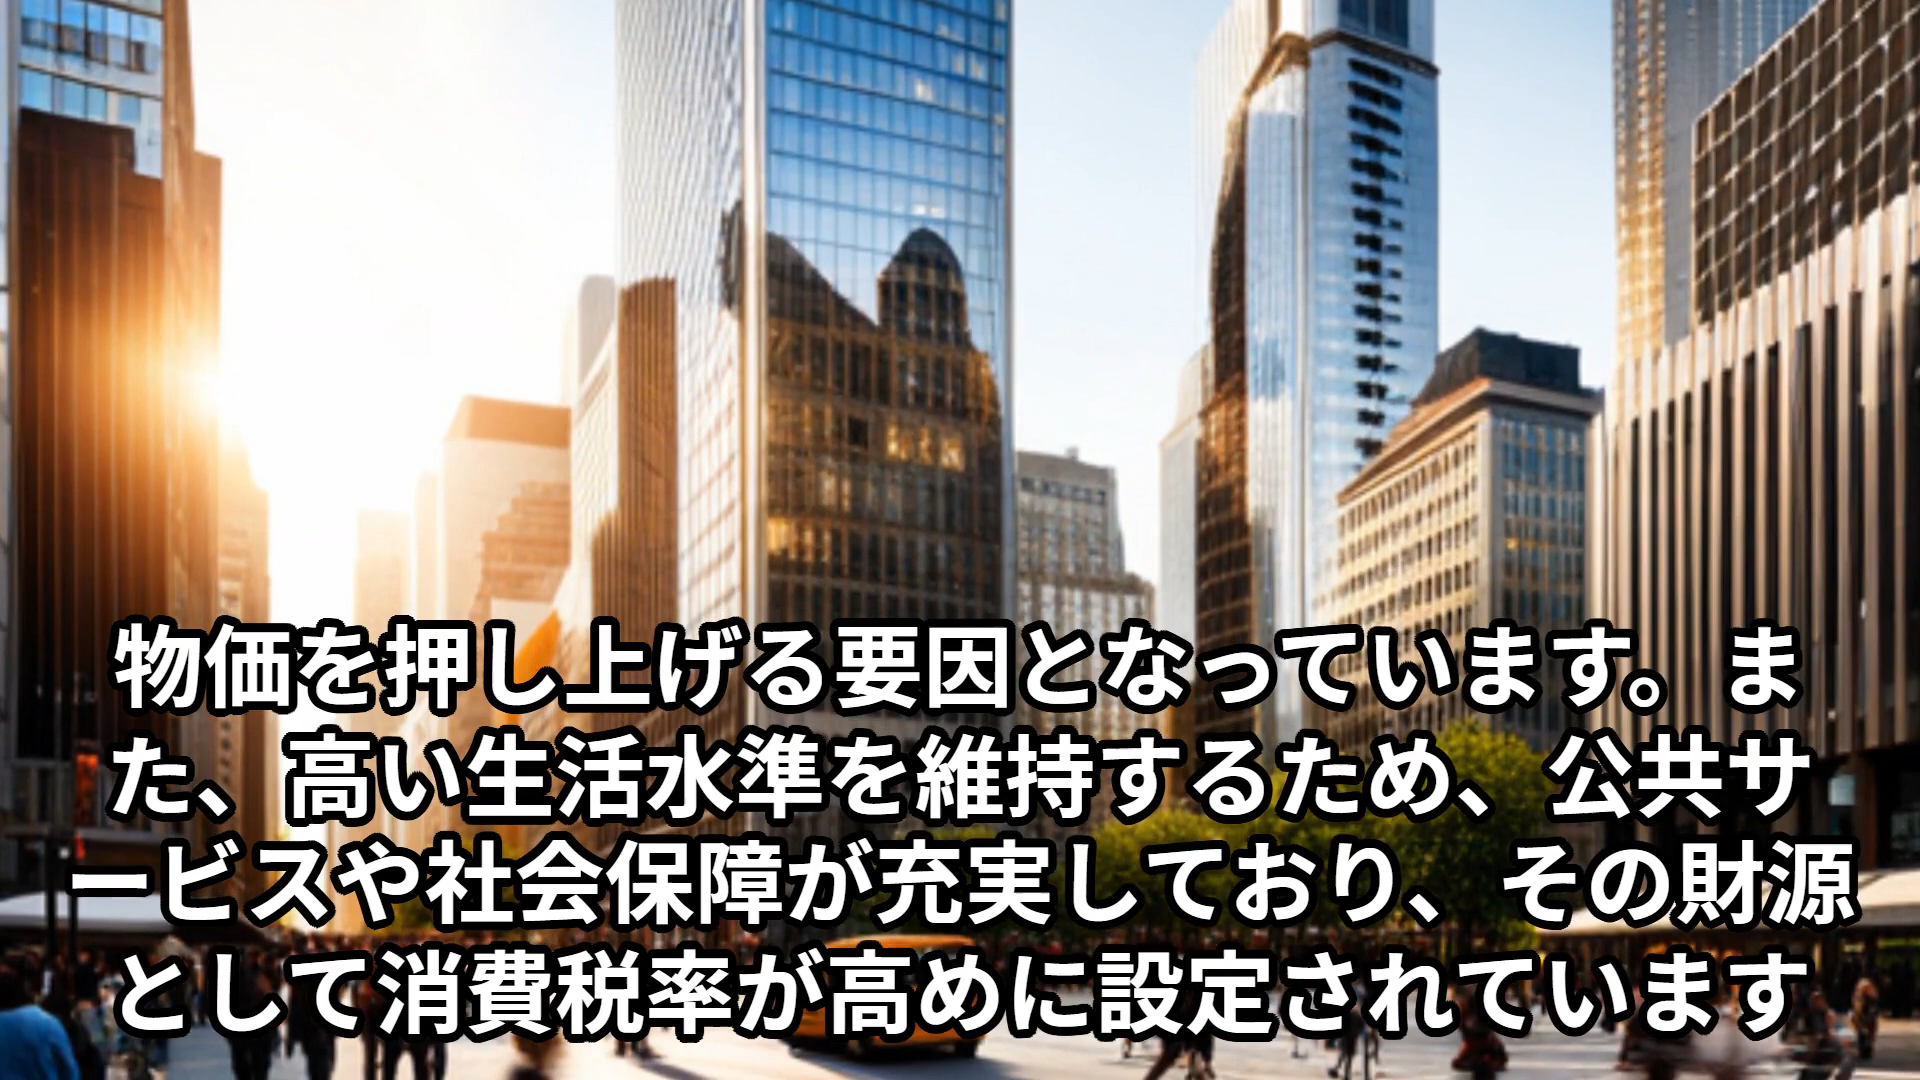 物価を押し上げる要因となっています。ま
た、高い生活水準を維持するため、公共サ
ービスや社会保障が充実しており、その財源
として消費税率が高めに設定されています